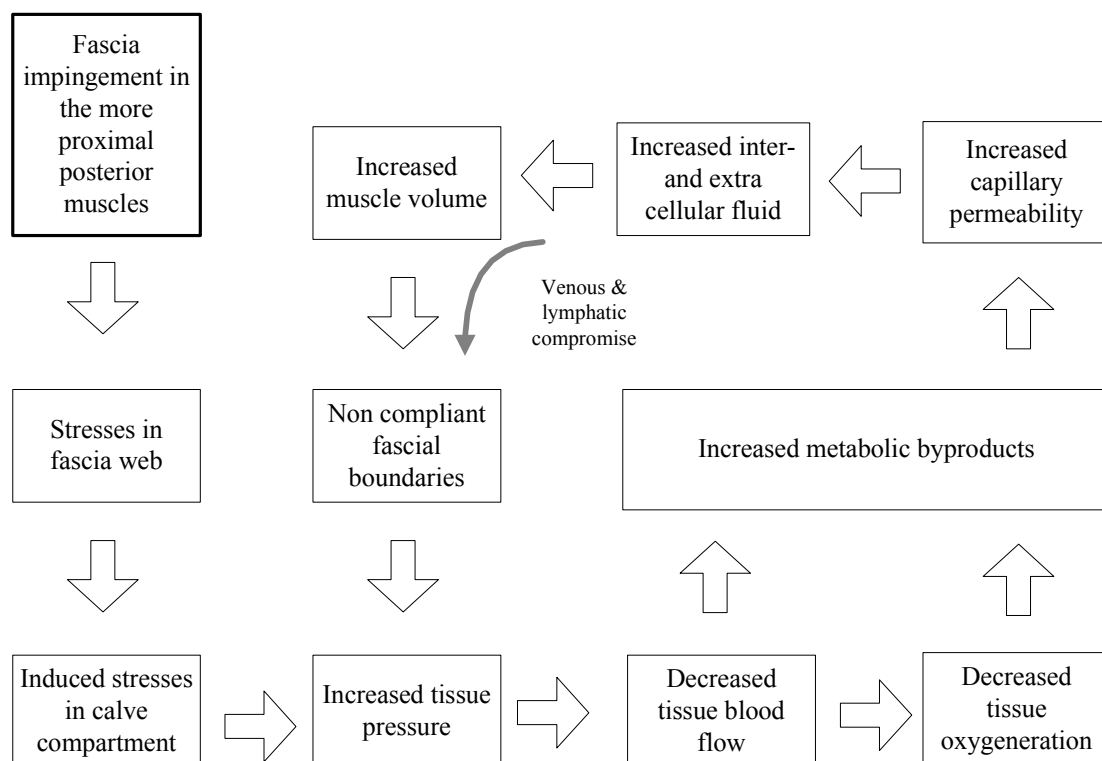 Fascia
impingement in
the more
proximal
posterior
muscles
Increased
muscle volume
Increased inter-
and extra
cellular fluid
Increased
capillary
permeability
Venous &
lymphatic
compromise
Stresses in
fascia web
Non compliant
fascial
boundaries
Increased metabolic byproducts
Induced stresses
in calve
compartment
Increased tissue
pressure
Decreased
tissue blood
flow
Decreased
tissue
oxygeneration